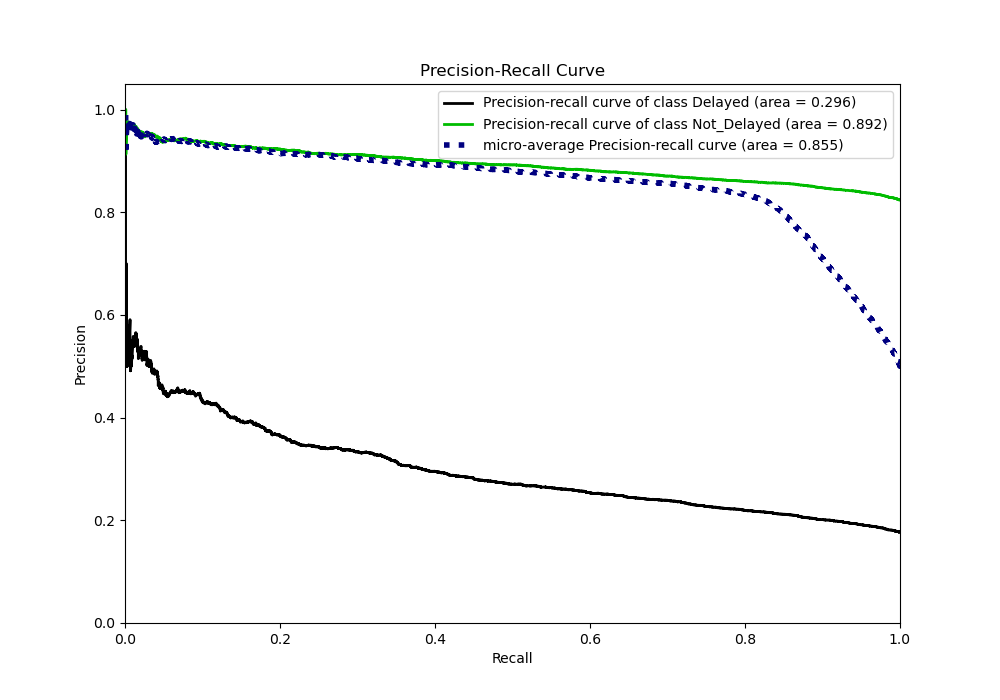 Precision-Recall Curve
Precision-recall curve of class Delayed (area = 0.296)
Precision-recall curve of class Not_Delayed (area = 0.892)
micro-average Precision-recall curve (area = 0.855)
Precision
1.0
0.8
0.6
0.4
0.2
0.0
0.0 0.2 0.4 0.6 0.8 1.0
Recall